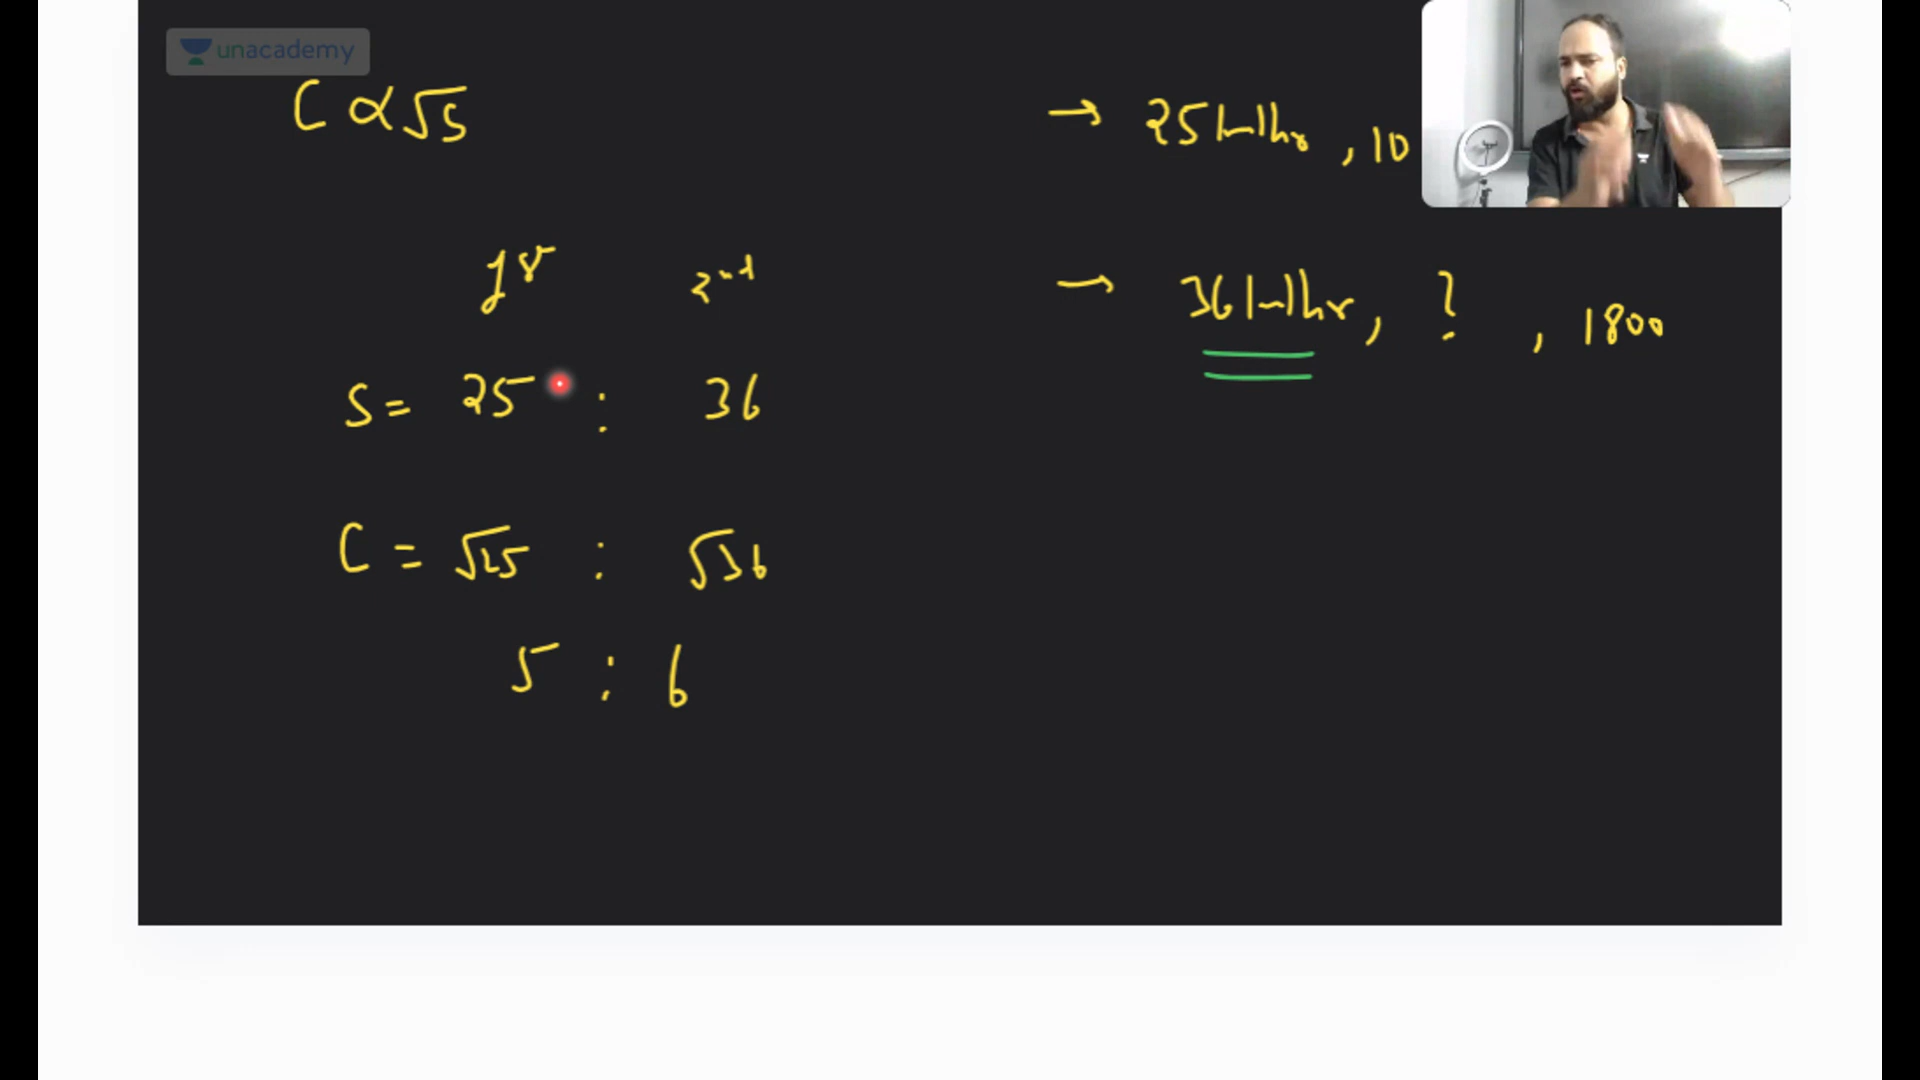 unacademy
C ∝ √S
→ 25 km/hr, 10
1st 2nd
→ 36 km/hr, ?, 1800
S = 25 : 36
C = √25 : √36
5 : 6